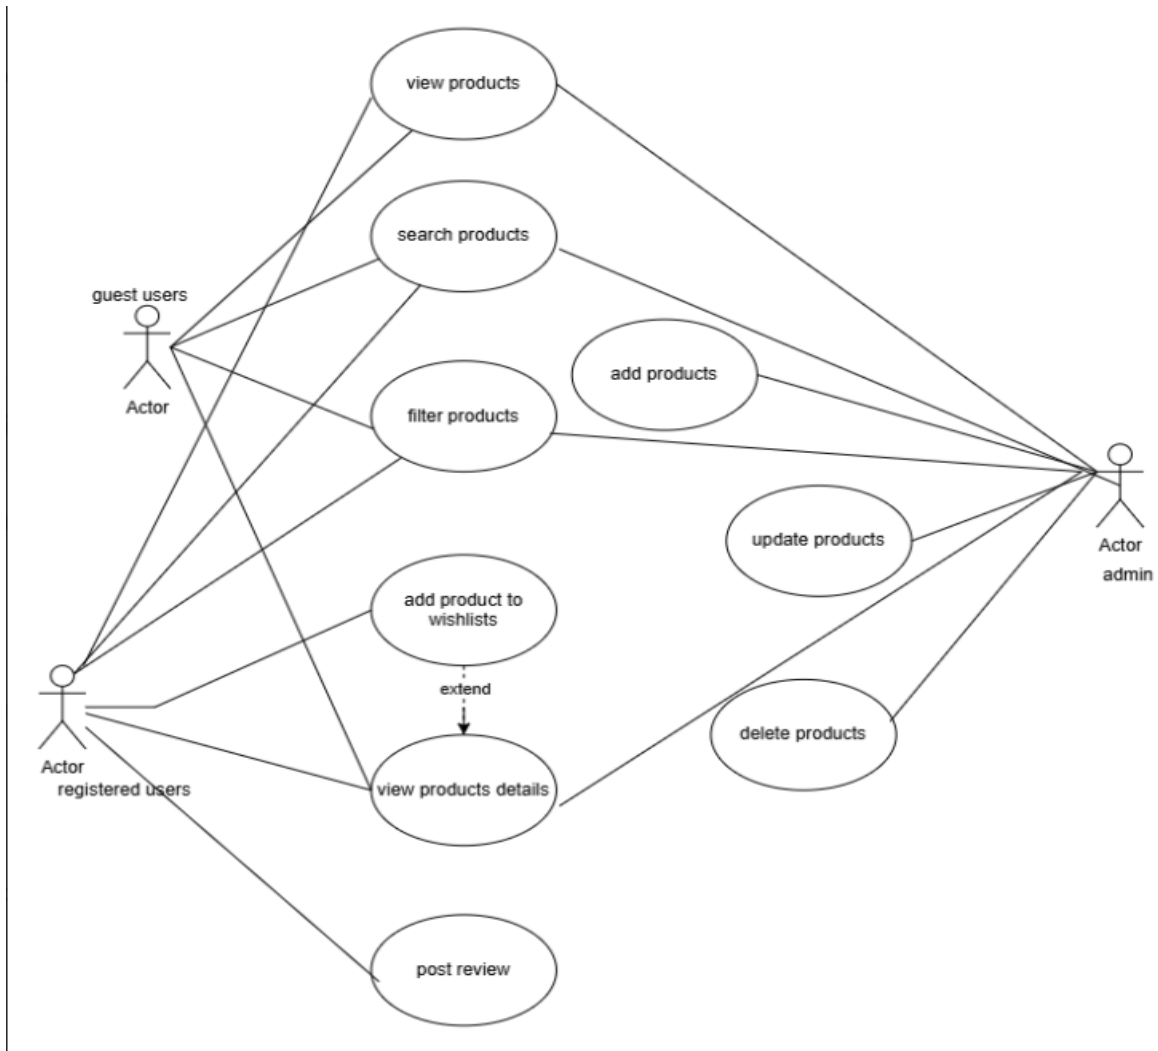 view products
search products
guest users
Actor
add products
filter products
update products
Actor
admin
add product to
wishlists
extend
delete products
Actor
registered users
view products details
post review